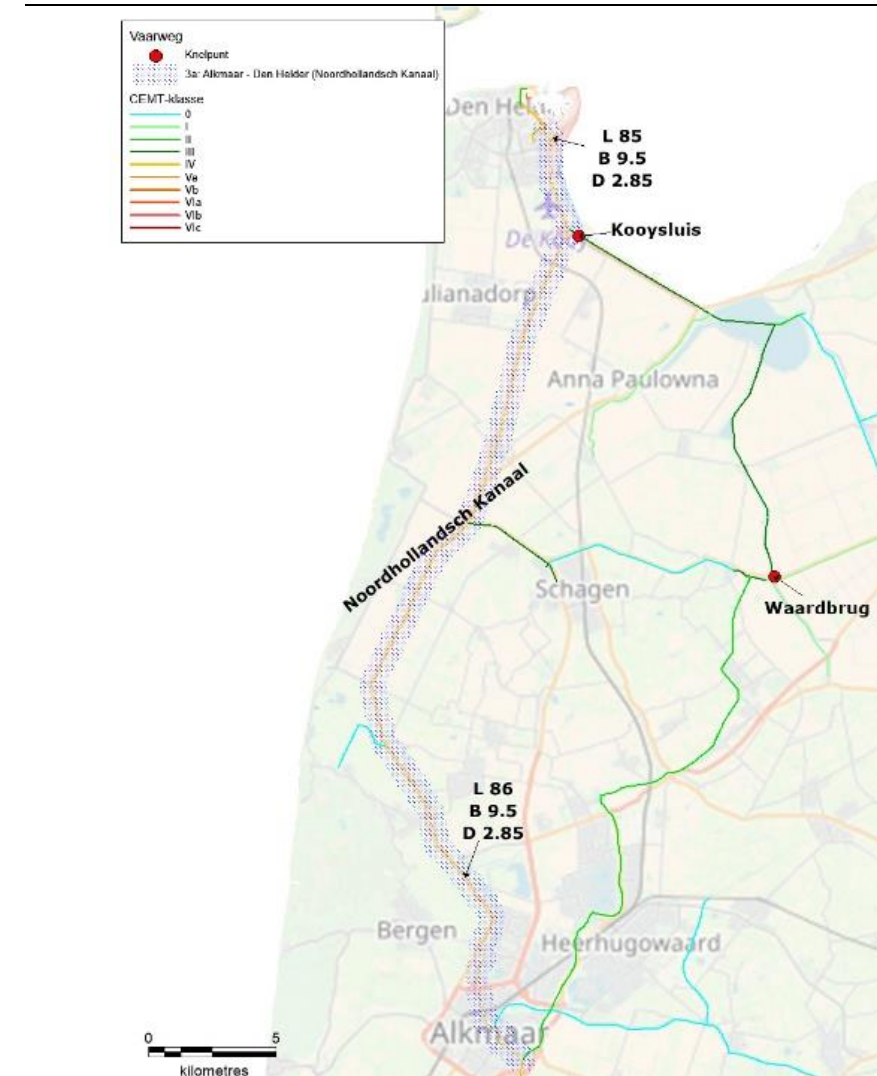 Vaarweg
Knelpunt
3a: Alkmaar - Den Helder (Noordhollandsch Kanaal)
CEMT-klasse
0
I
II
III
IV
Va
Vb
VIa
VIb
VIc
Den Hel
L 85
B 9.5
D 2.85
Kooysluis
De Kooy
ulianadorp
Anna Paulowna
Noordhollandsch Kanaal
Schagen
Waardbrug
L 86
B 9.5
D 2.85
Bergen
Heerhugowaard
Alkmaar
0 5
kilometres